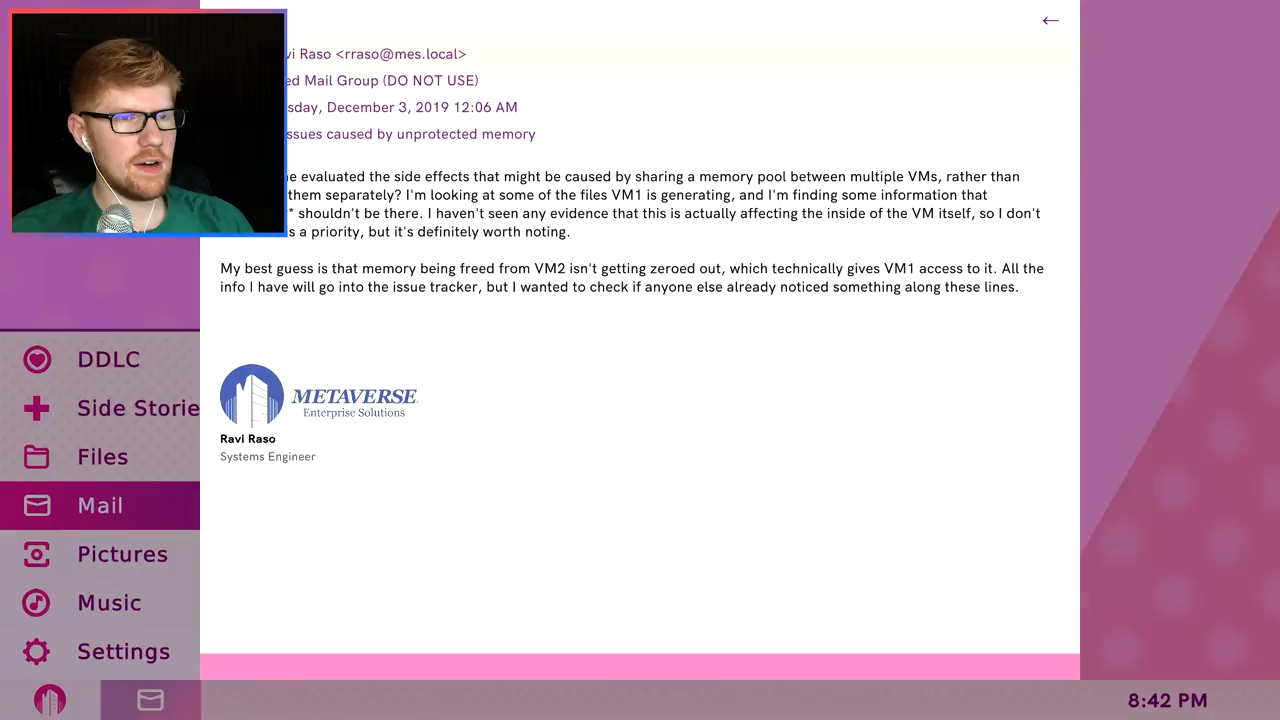 ←
Raso <rraso@mes.local>
Mail Group (DO NOT USE)
December 3, 2019 12:06 AM
caused by unprotected memory
evaluated the side effects that might be caused by sharing a memory pool between multiple VMs, rather than
them separately? I'm looking at some of the files VM1 is generating, and I'm finding some information that
* shouldn't be there. I haven't seen any evidence that this is actually affecting the inside of the VM itself, so I don't
a priority, but it's definitely worth noting.
My best guess is that memory being freed from VM2 isn't getting zeroed out, which technically gives VM1 access to it. All the
info I have will go into the issue tracker, but I wanted to check if anyone else already noticed something along these lines.
METAVERSE
Enterprise Solutions
Ravi Raso
Systems Engineer
DDLC
Side Storie
Files
Mail
Pictures
Music
Settings
8:42 PM